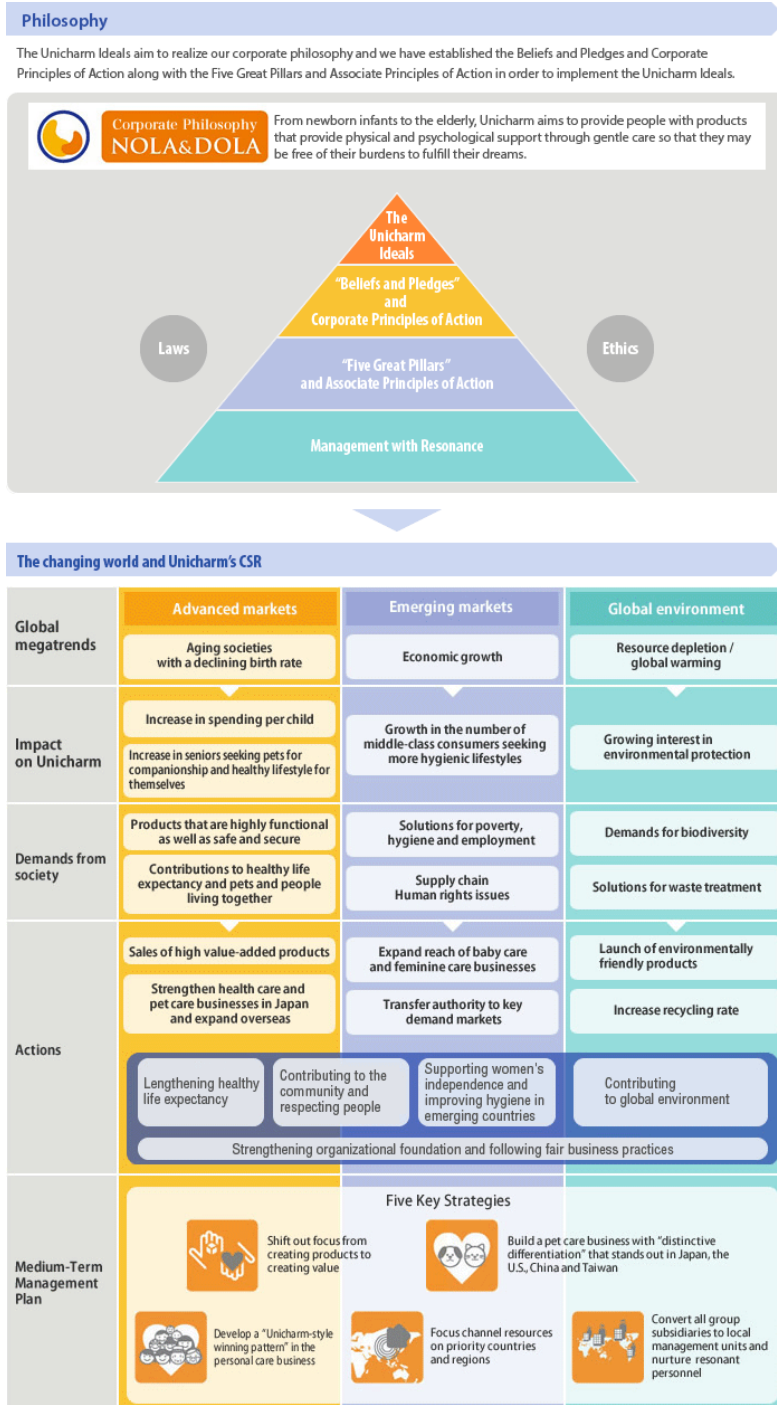 Philosophy
The Unicharm Ideals aim to realize our corporate philosophy and we have established the Beliefs and Pledges and Corporate
Principles of Action along with the Five Great Pillars and Associate Principles of Action in order to implement the Unicharm Ideals.
Corporate Philosophy
NOLA&DOLA
From newborn infants to the elderly, Unicharm aims to provide people with products
that provide physical and psychological support through gentle care so that they may
be free of their burdens to fulfill their dreams.
The
Unicharm
Ideals
"Beliefs and Pledges"
and
Corporate Principles of Action
Laws
Ethics
"Five Great Pillars"
and Associate Principles of Action
Management with Resonance
The changing world and Unicharm's CSR
Global
megatrends
Advanced markets
Emerging markets
Global environment
Aging societies
with a declining birth rate
Economic growth
Resource depletion /
global warming
Impact
on Unicharm
Increase in spending per child
Increase in seniors seeking pets for
companionship and healthy lifestyle for
themselves
Growth in the number of
middle-class consumers seeking
more hygienic lifestyles
Growing interest in
environmental protection
Demands from
society
Products that are highly functional
as well as safe and secure
Contributions to healthy life
expectancy and pets and people
living together
Solutions for poverty,
hygiene and employment
Supply chain
Human rights issues
Demands for biodiversity
Solutions for waste treatment
Actions
Sales of high value-added products
Strengthen health care and
pet care businesses in Japan
and expand overseas
Expand reach of baby care
and feminine care businesses
Transfer authority to key
demand markets
Launch of environmentally
friendly products
Increase recycling rate
Lengthening healthy
life expectancy
Contributing to the
community and
respecting people
Supporting women's
independence and
improving hygiene in
emerging countries
Contributing
to global environment
Strengthening organizational foundation and following fair business practices
Medium-Term
Management
Plan
Five Key Strategies
Shift out focus from
creating products to
creating value
Build a pet care business with "distinctive
differentiation" that stands out in Japan, the
U.S., China and Taiwan
Develop a "Unicharm-style
winning pattern" in the
personal care business
Focus channel resources
on priority countries
and regions
Convert all group
subsidiaries to local
management units and
nurture resonant
personnel